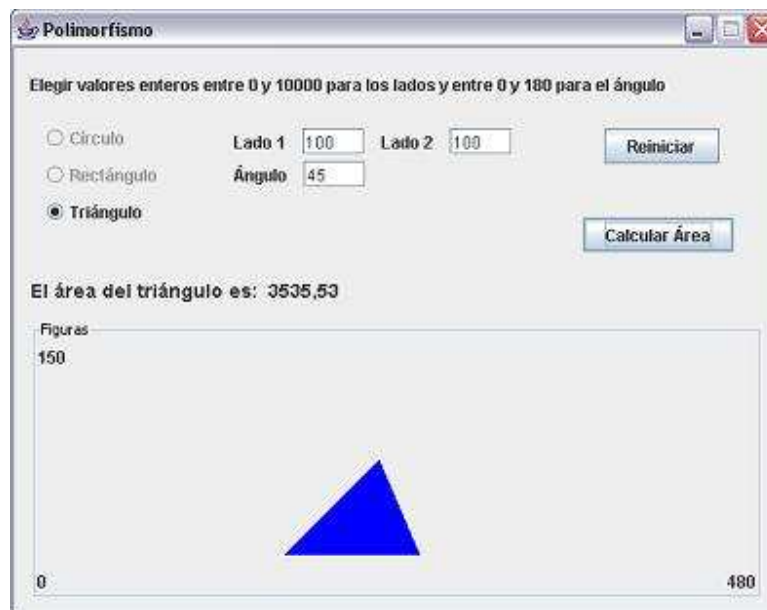 Polimorfismo
Elegir valores enteros entre 0 y 10000 para los lados y entre 0 y 180 para el ángulo
Círculo
Lado 1 100 Lado 2 100
Reiniciar
Rectángulo
Ángulo 45
Triángulo
Calcular Área
El área del triángulo es: 3535,53
Figuras
150
0 480